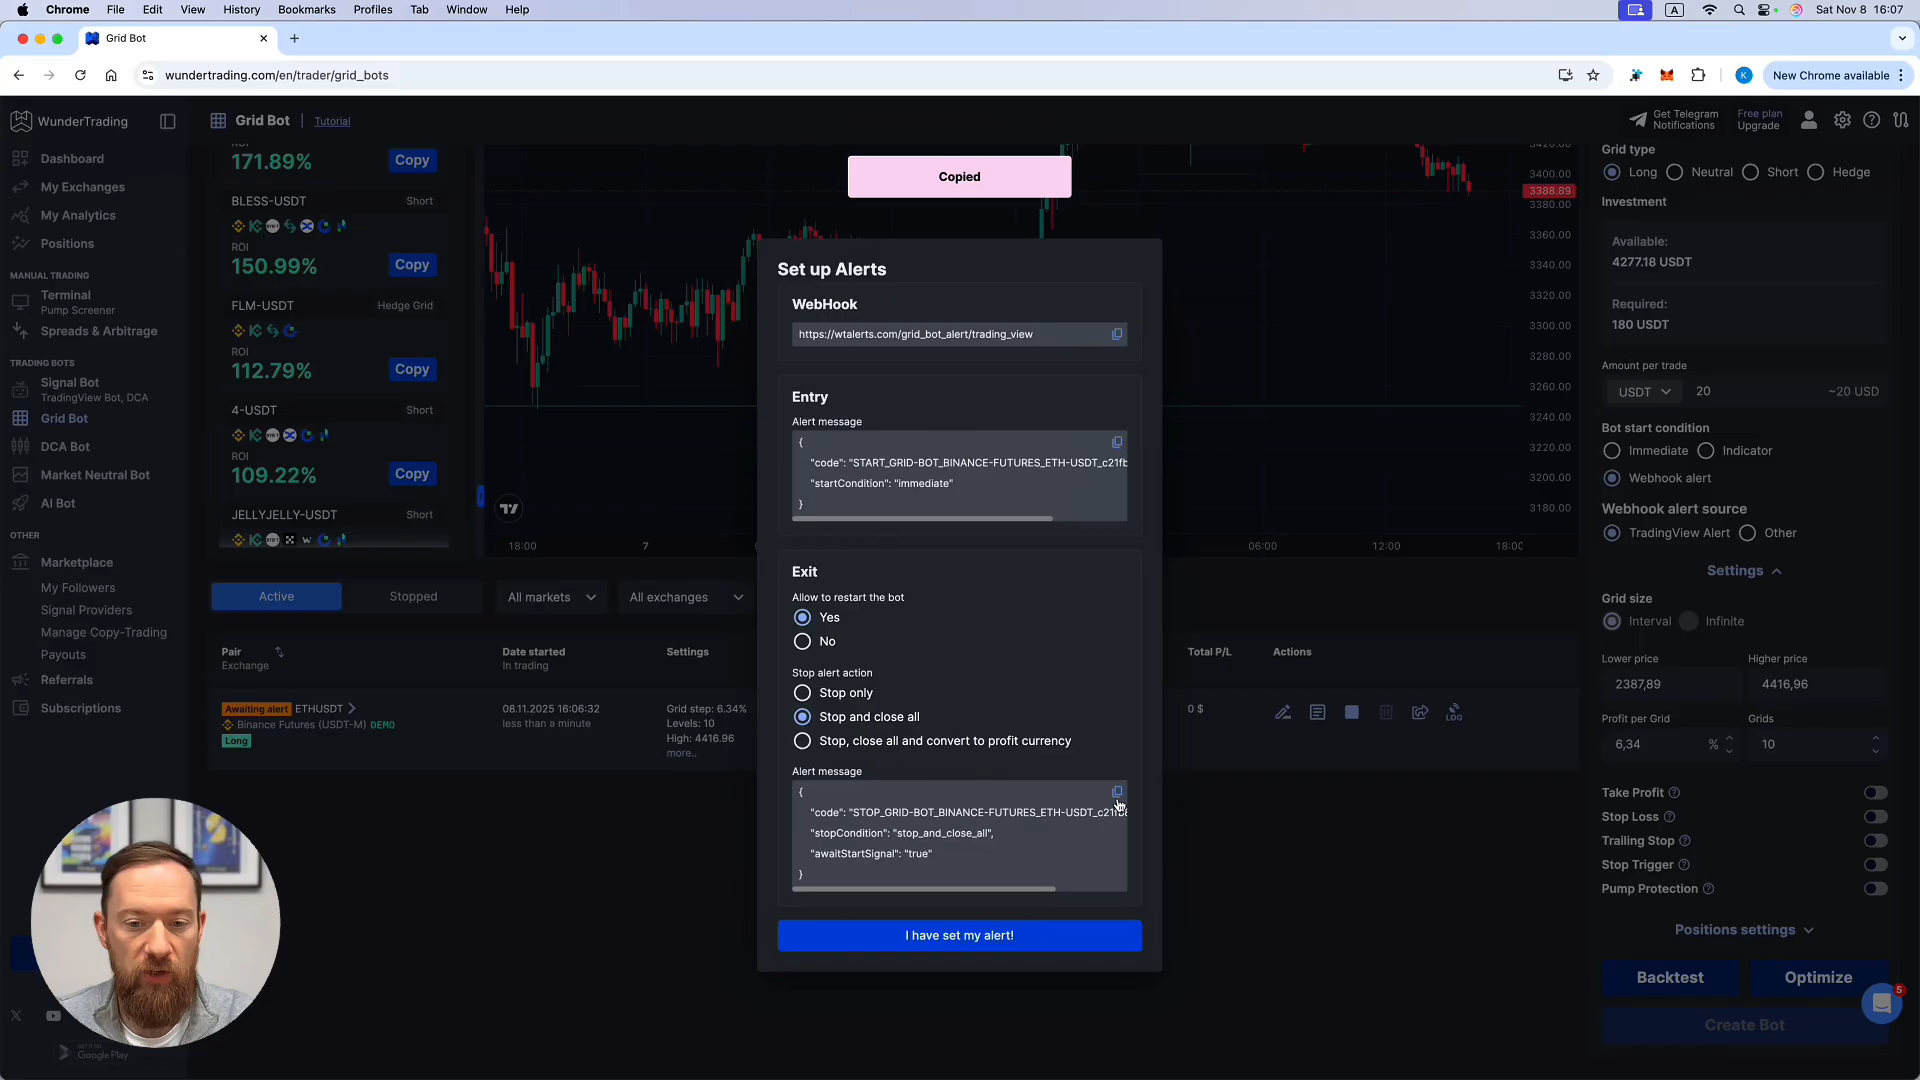 Chrome File Edit View History Bookmarks Profiles Tab Window Help
A Sat Nov 8 16:07
Grid Bot
wundertrading.com/en/trader/grid_bots
K New Chrome available
WunderTrading
Grid Bot | Tutorial
Get Telegram Notifications
Free plan
Upgrade
Dashboard
My Exchanges
My Analytics
Positions
MANUAL TRADING
Terminal
Pump Screener
Spreads & Arbitrage
TRADING BOTS
Signal Bot
TradingView Bot, DCA
Grid Bot
DCA Bot
Market Neutral Bot
AI Bot
OTHER
Marketplace
My Followers
Signal Providers
Manage Copy-Trading
Payouts
Referrals
Subscriptions
Google Play
ROI
171.89% Copy
BLESS-USDT Short
ROI
150.99% Copy
FLM-USDT Hedge Grid
ROI
112.79% Copy
4-USDT Short
ROI
109.22% Copy
JELLYJELLY-USDT Short
3420.00
3400.00
3388.89
3380.00
3360.00
3340.00
3320.00
3300.00
3280.00
3260.00
3240.00
3220.00
3200.00
3180.00
18:00 7 06:00 12:00 18:00
Active Stopped All markets All exchanges
Pair
Exchange
Date started
In trading
Settings
Total P/L
Actions
Awaiting alert ETHUSDT
Binance Futures (USDT-M) DEMO
Long
08.11.2025 16:06:32
less than a minute
Grid step: 6.34%
Levels: 10
High: 4416.96
more..
0 $
LOG
Copied
Set up Alerts
WebHook
https://wtalerts.com/grid_bot_alert/trading_view
Entry
Alert message
{
"code": "START_GRID-BOT_BINANCE-FUTURES_ETH-USDT_c21fb
"startCondition": "immediate"
}
Exit
Allow to restart the bot
Yes
No
Stop alert action
Stop only
Stop and close all
Stop, close all and convert to profit currency
Alert message
{
"code": "STOP_GRID-BOT_BINANCE-FUTURES_ETH-USDT_c21fb
"stopCondition": "stop_and_close_all",
"awaitStartSignal": "true"
}
I have set my alert!
Grid type
Long Neutral Short Hedge
Investment
Available:
4277.18 USDT
Required:
180 USDT
Amount per trade
USDT 20 ~20 USD
Bot start condition
Immediate Indicator
Webhook alert
Webhook alert source
TradingView Alert Other
Settings
Grid size
Interval Infinite
Lower price Higher price
2387,89 4416,96
Profit per Grid Grids
6,34 % 10
Take Profit
Stop Loss
Trailing Stop
Stop Trigger
Pump Protection
Positions settings
Backtest Optimize
5
Create Bot